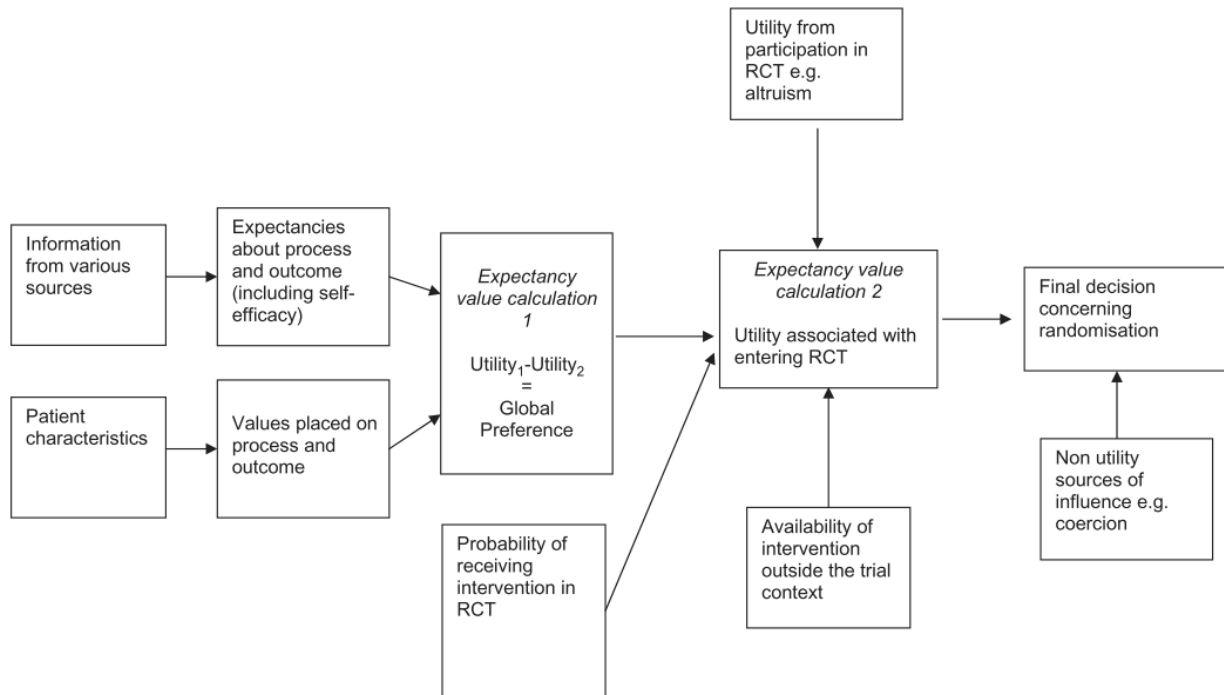 Utility from
participation in
RCT e.g.
altruism
Information
from various
sources
Expectancies
about process
and outcome
(including self-
efficacy)
Expectancy
value calculation
1
Utility₁-Utility₂
=
Global
Preference
Expectancy value
calculation 2
Utility associated with
entering RCT
Final decision
concerning
randomisation
Patient
characteristics
Values placed on
process and
outcome
Probability of
receiving
intervention in
RCT
Availability of
intervention
outside the trial
context
Non utility
sources of
influence e.g.
coercion